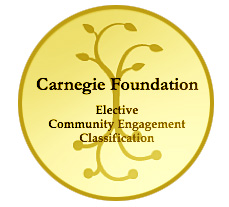 Carnegie Foundation
Elective
Community Engagement
Classification